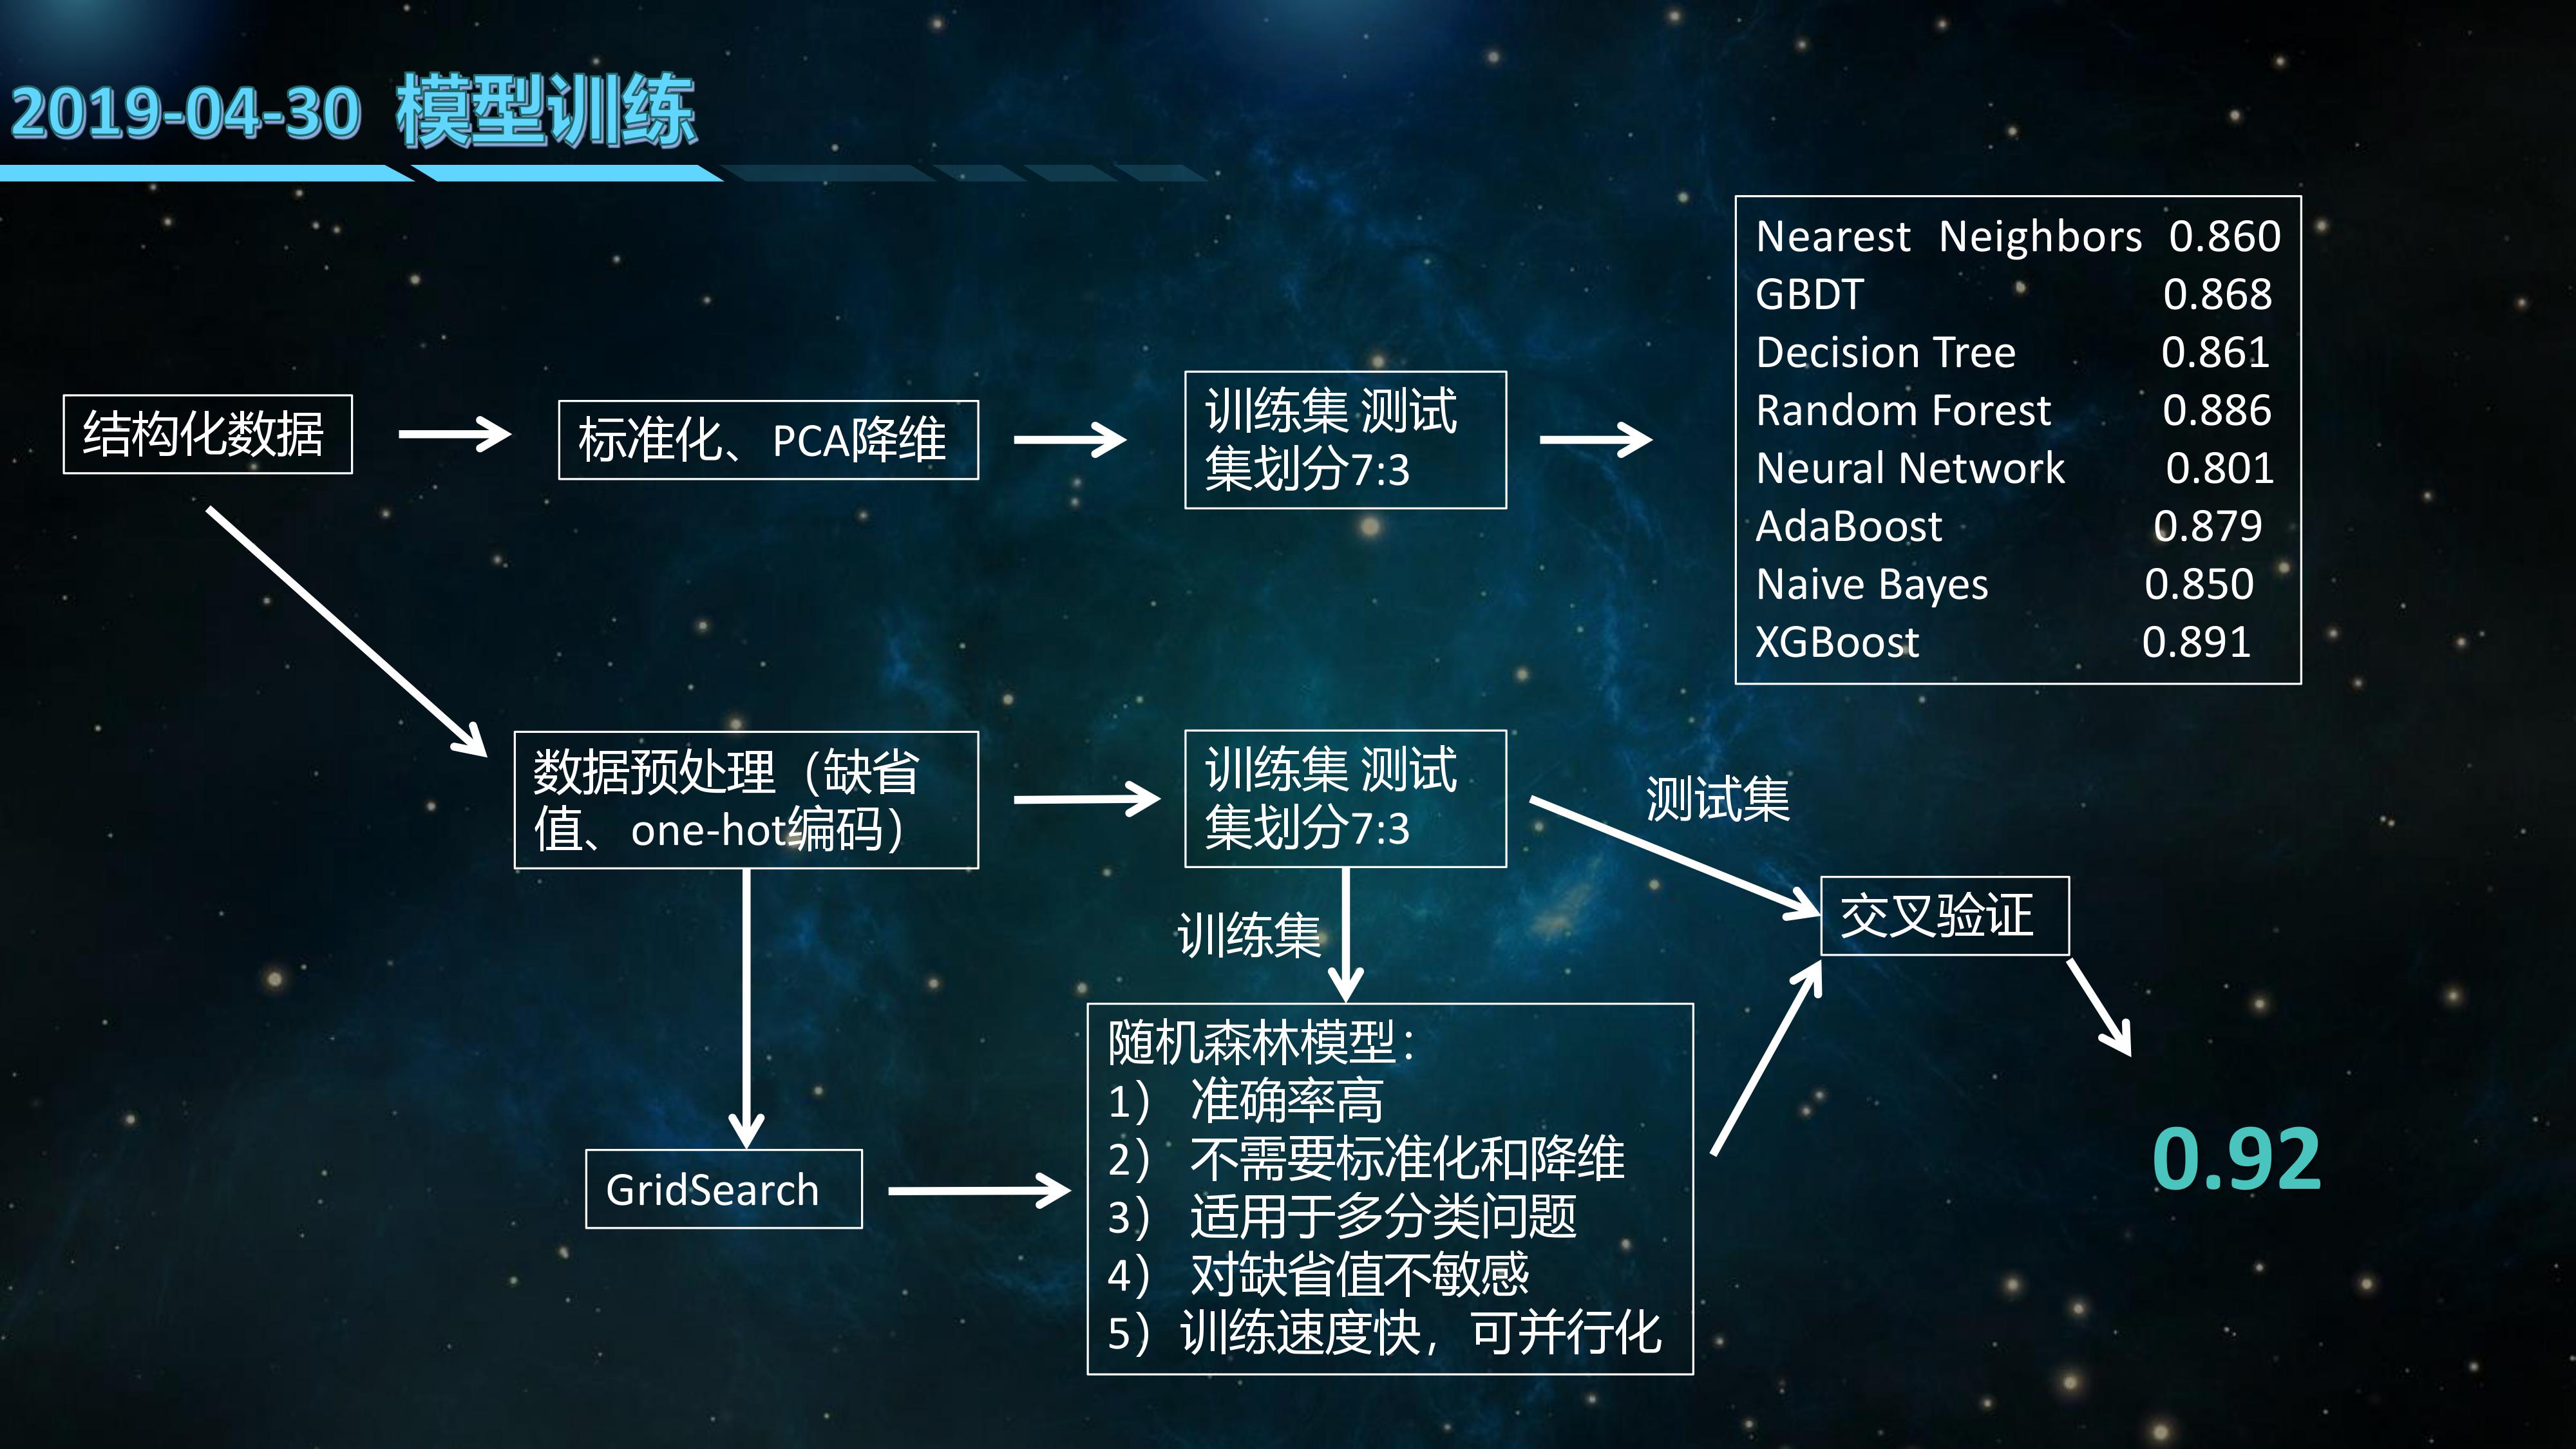 2019-04-30 模型训练
结构化数据
标准化、PCA降维
训练集 测试
集划分7:3
Nearest Neighbors 0.860
GBDT 0.868
Decision Tree 0.861
Random Forest 0.886
Neural Network 0.801
AdaBoost 0.879
Naive Bayes 0.850
XGBoost 0.891
数据预处理（缺省
值、one-hot编码）
训练集 测试
集划分7:3
测试集
训练集
交叉验证
GridSearch
随机森林模型：
1） 准确率高
2） 不需要标准化和降维
3） 适用于多分类问题
4） 对缺省值不敏感
5）训练速度快，可并行化
0.92